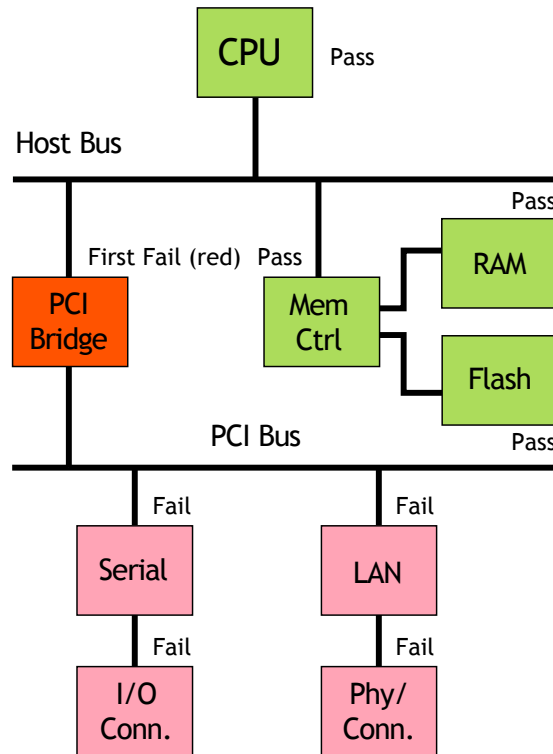 CPU
Pass
Host Bus
Pass
First Fail (red)
Pass
PCI
Bridge
Mem
Ctrl
RAM
Flash
PCI Bus
Pass
Fail
Fail
Serial
LAN
Fail
Fail
I/O
Conn.
Phy/
Conn.